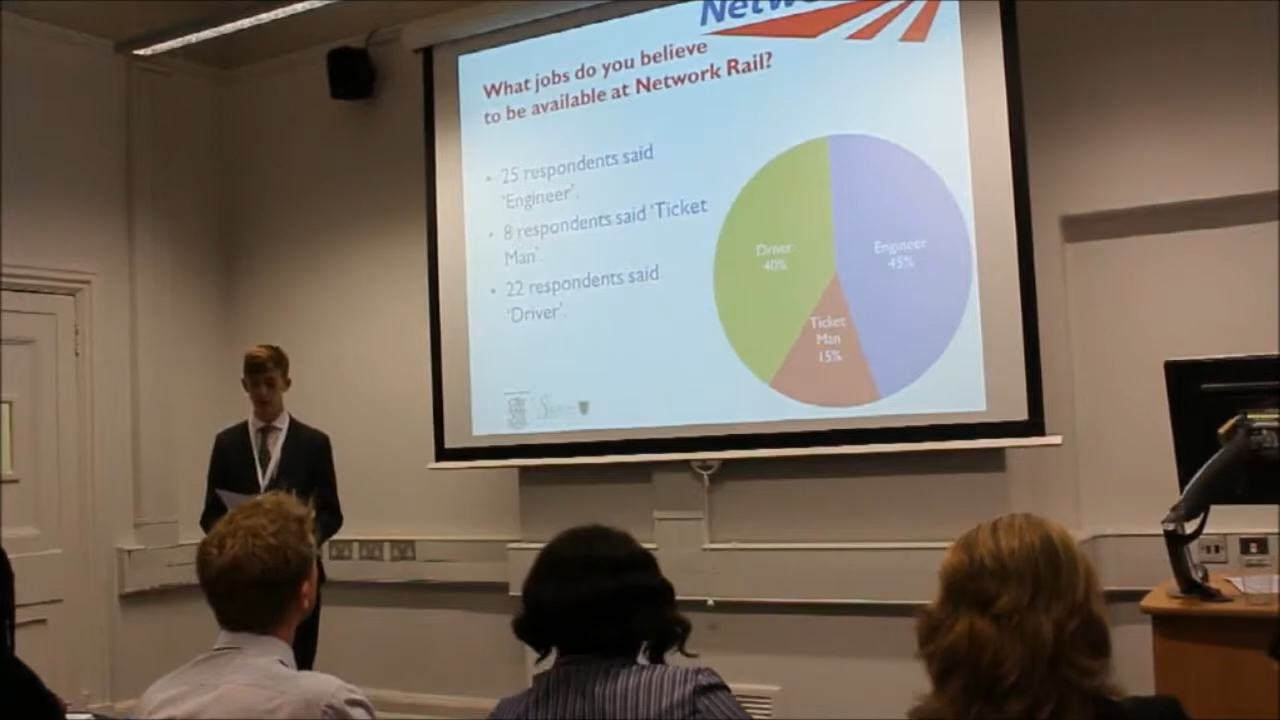 Netwo
What jobs do you believe
to be available at Network Rail?
• 25 respondents said
'Engineer'.
• 8 respondents said 'Ticket
Man'.
• 22 respondents said
'Driver'.
Driver
40%
Engineer
45%
Ticket
Man
15%